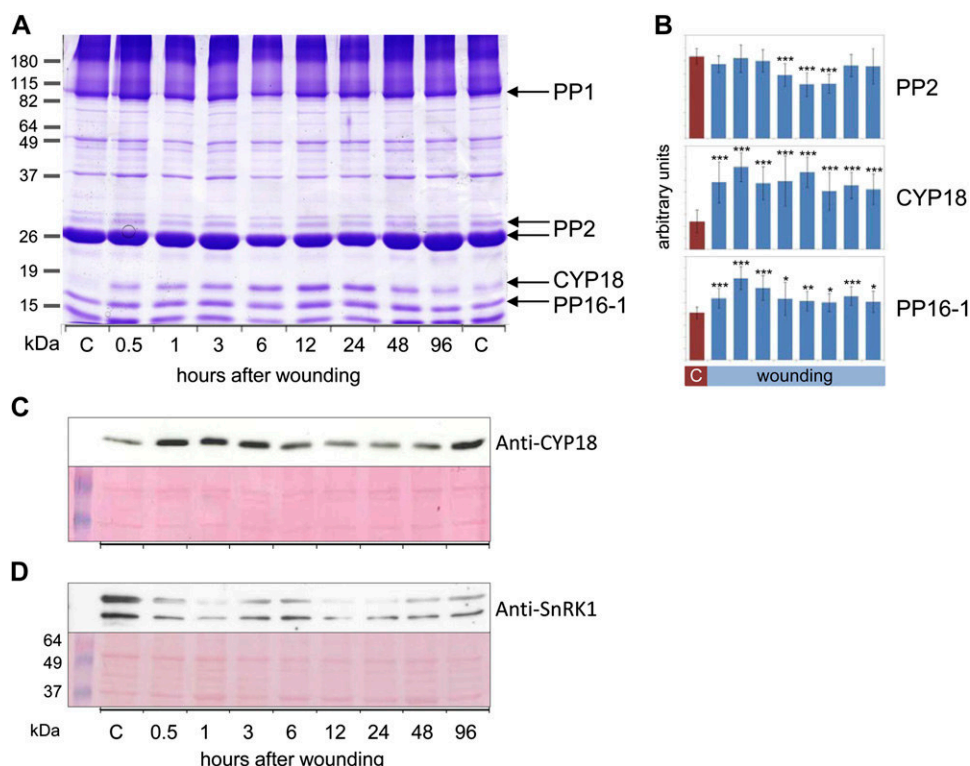 A
180
115
82
64
49
37
26
19
15
kDa
C 0.5 1 3 6 12 24 48 96 C
hours after wounding
PP1
PP2
CYP18
PP16-1
B
arbitrary units
*** *** ***
PP2
*** *** *** *** *** *** *** ***
CYP18
*** *** *** * ** * *** *
PP16-1
C wounding
C
Anti-CYP18
D
Anti-SnRK1
64
49
37
kDa
C 0.5 1 3 6 12 24 48 96
hours after wounding